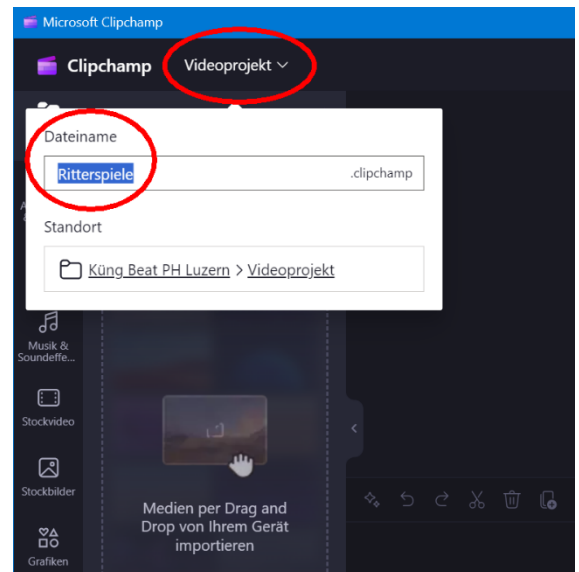 Microsoft Clipchamp
Clipchamp
Videoprojekt
Dateiname
Ritterspiele
.clipchamp
Standort
Küng Beat PH Luzern > Videoprojekt
Musik &
Soundeffe...
Stockvideo
Stockbilder
Grafiken
Medien per Drag and
Drop von Ihrem Gerät
importieren